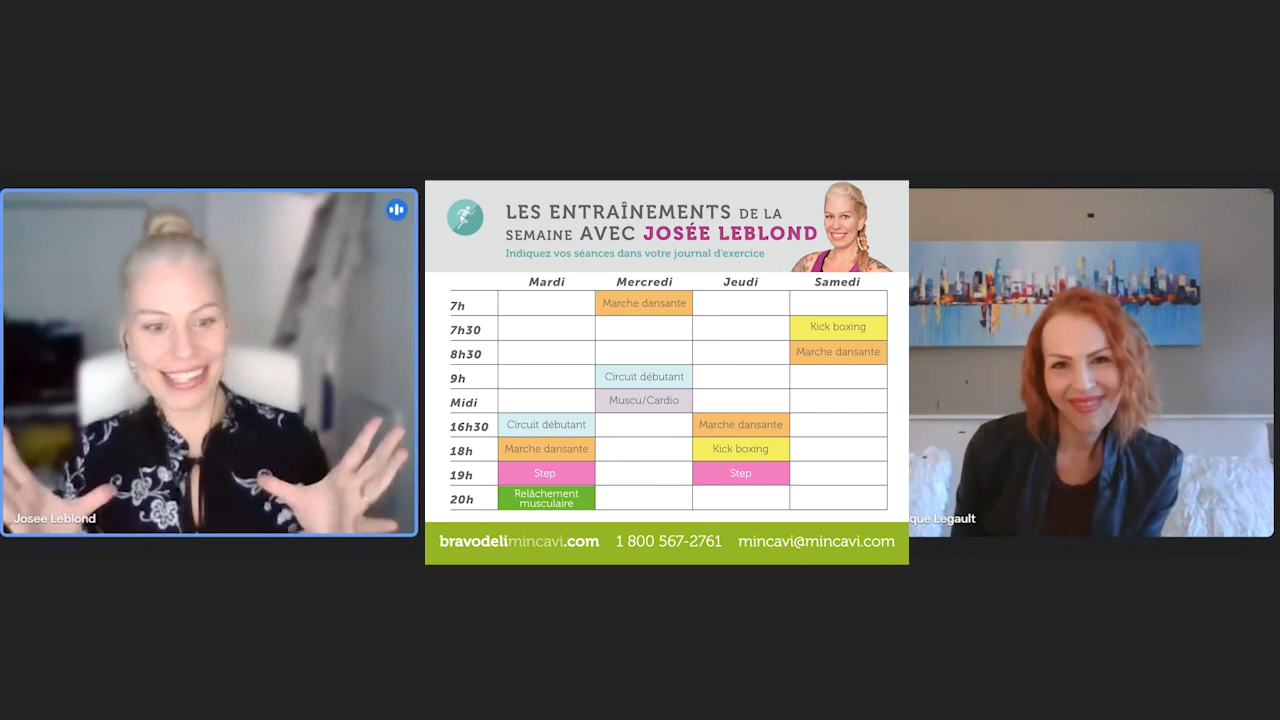 LES ENTRAÎNEMENTS DE LA
SEMAINE AVEC JOSÉE LEBLOND
Indiquez vos séances dans votre journal d'exercice
Mardi Mercredi Jeudi Samedi
7h Marche dansante
7h30 Kick boxing
8h30 Marche dansante
9h Circuit débutant
Midi Muscu/Cardio
16h30 Circuit débutant Marche dansante
18h Marche dansante Kick boxing
19h Step Step
20h Relâchement
musculaire
bravodelimincavi.com 1 800 567-2761 mincavi@mincavi.com
Josee Leblond
que Legault